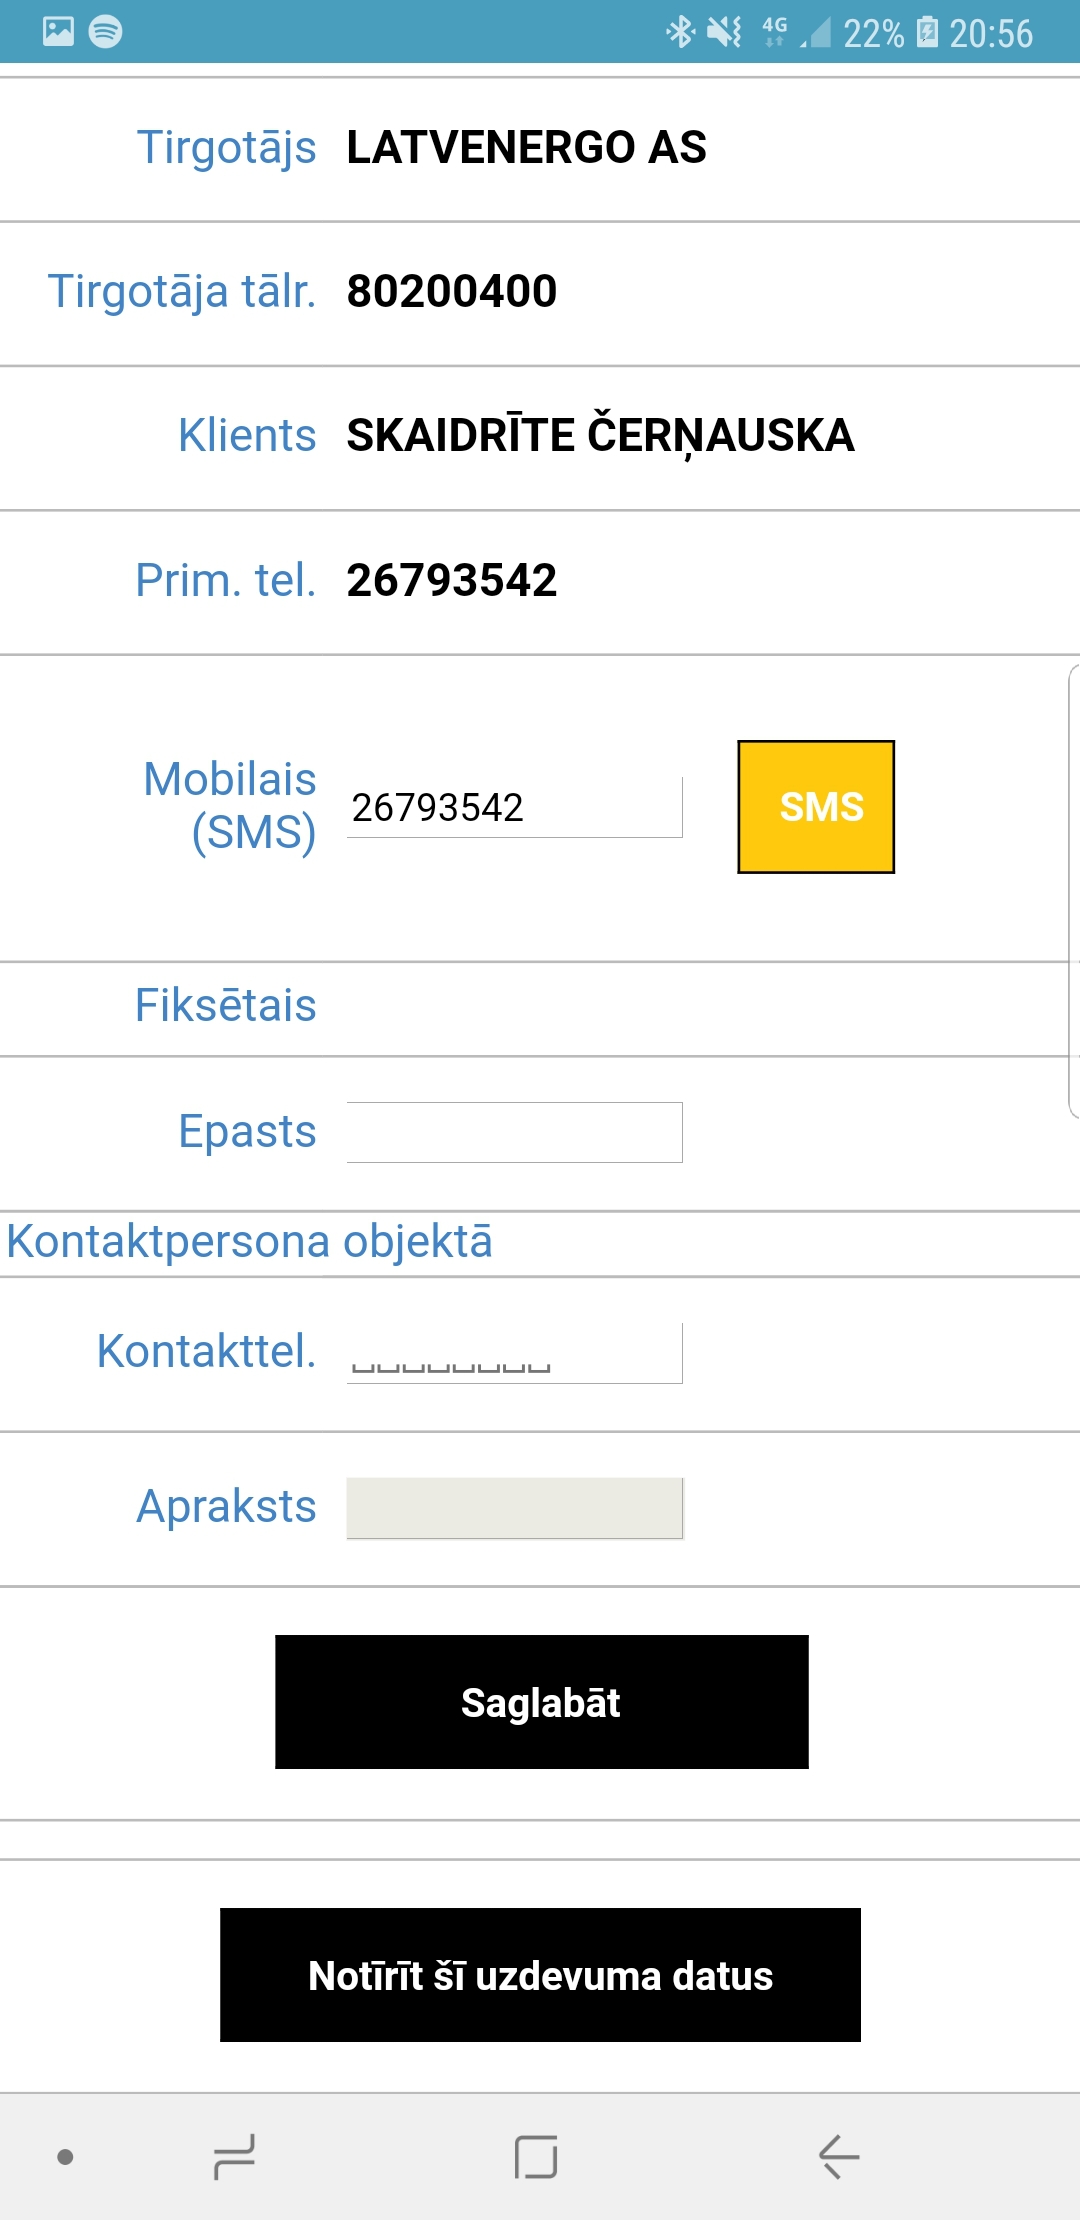 4G 22% 20:56
Tirgotājs LATVENERGO AS
Tirgotāja tālr. 80200400
Klients SKAIDRĪTE ČERŅAUSKA
Prim. tel. 26793542
Mobilais
(SMS) 26793542 SMS
Fiksētais
Epasts
Kontaktpersona objektā
Kontakttel. ␣␣␣␣␣␣␣␣
Apraksts
Saglabāt
Notīrīt šī uzdevuma datus